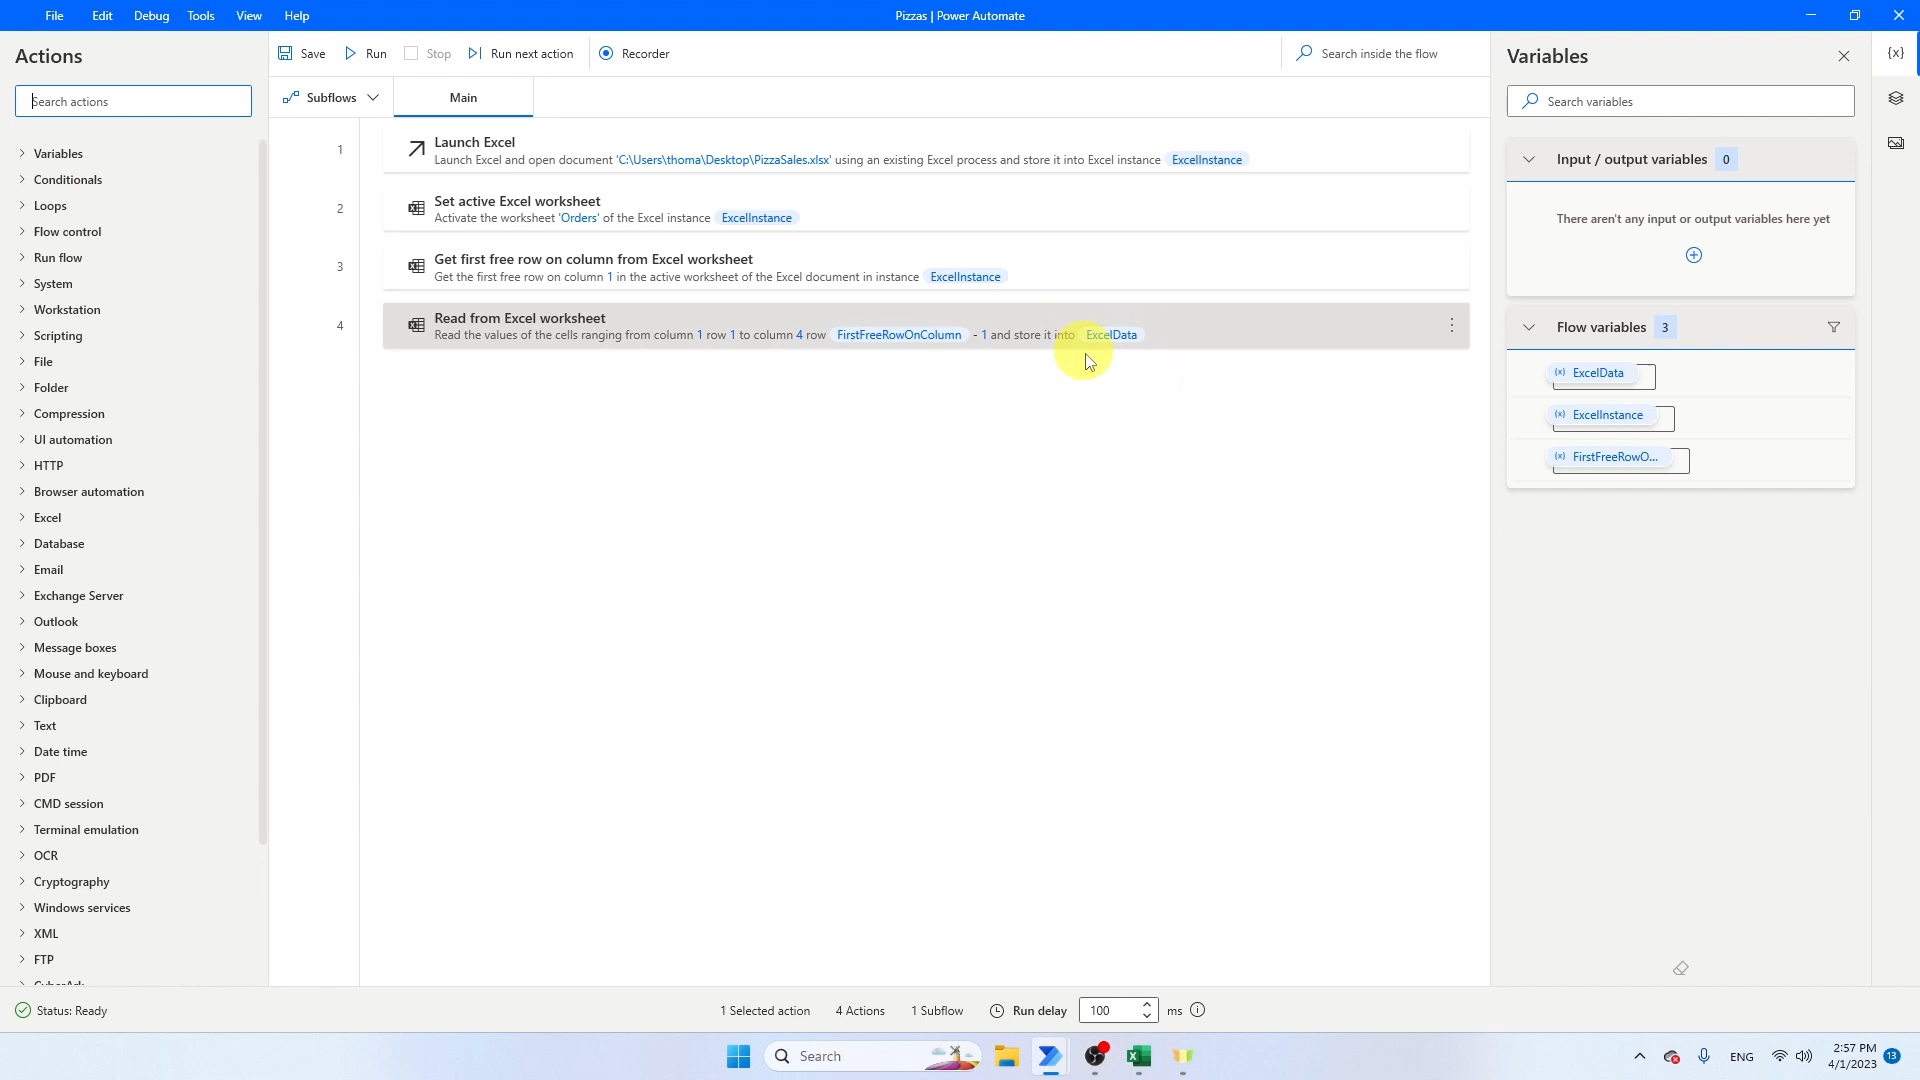 File Edit Debug Tools View Help
Pizzas | Power Automate
Actions
Search actions
Variables
Conditionals
Loops
Flow control
Run flow
System
Workstation
Scripting
File
Folder
Compression
UI automation
HTTP
Browser automation
Excel
Database
Email
Exchange Server
Outlook
Message boxes
Mouse and keyboard
Clipboard
Text
Date time
PDF
CMD session
Terminal emulation
OCR
Cryptography
Windows services
XML
FTP
CyberArk
Save Run Stop Run next action Recorder
Search inside the flow
Subflows Main
1 Launch Excel
Launch Excel and open document 'C:\Users\thoma\Desktop\PizzaSales.xlsx' using an existing Excel process and store it into Excel instance ExcelInstance
2 Set active Excel worksheet
Activate the worksheet 'Orders' of the Excel instance ExcelInstance
3 Get first free row on column from Excel worksheet
Get the first free row on column 1 in the active worksheet of the Excel document in instance ExcelInstance
4 Read from Excel worksheet
Read the values of the cells ranging from column 1 row 1 to column 4 row FirstFreeRowOnColumn - 1 and store it into ExcelData
Variables
{x}
Search variables
Input / output variables 0
There aren't any input or output variables here yet
Flow variables 3
(x) ExcelData
(x) ExcelInstance
(x) FirstFreeRowO...
Status: Ready
1 Selected action 4 Actions 1 Subflow Run delay 100 ms
Search
ENG
2:57 PM
4/1/2023
13